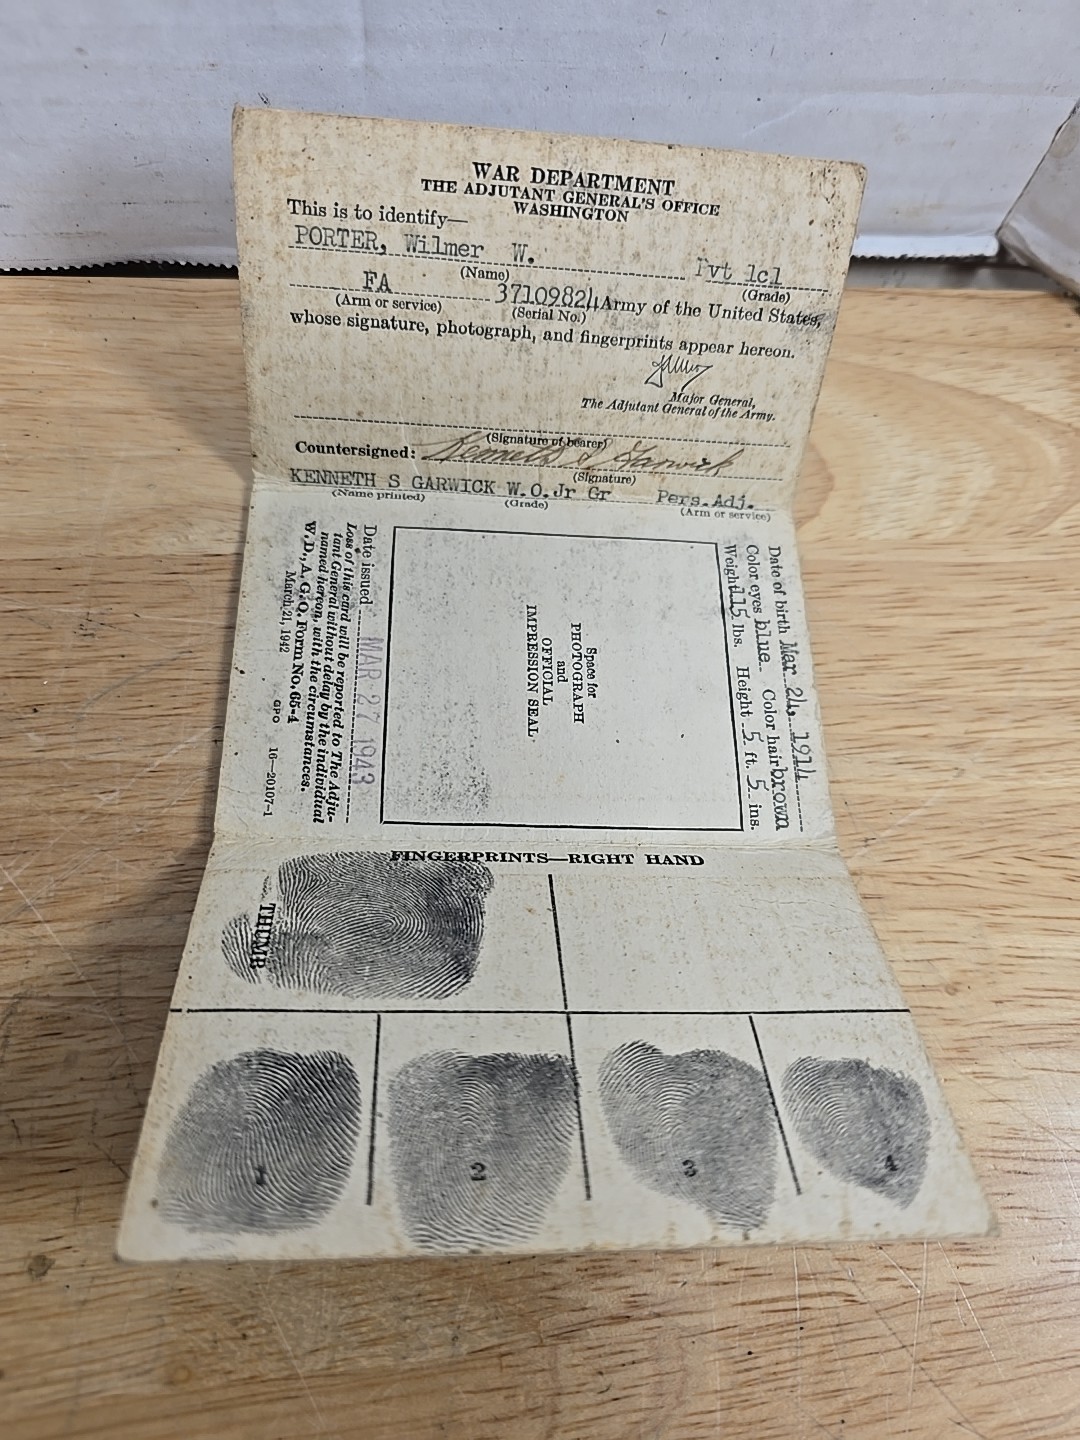 WAR DEPARTMENT
THE ADJUTANT GENERAL'S OFFICE
WASHINGTON
This is to identify—
PORTER, Wilmer W. Pvt 1cl
(Name) (Grade)
FA 37109824 Army of the United States,
(Arm or service) (Serial No.)
whose signature, photograph, and fingerprints appear hereon.
Major General,
The Adjutant General of the Army.
(Signature of bearer)
Countersigned: Kenneth S Garwick
(Signature)
KENNETH S GARWICK W.O. Jr Gr Pers. Adj.
(Name printed) (Grade) (Arm or service)
Date of birth Mar 24, 1914
Color eyes blue Color hair brown
Weight 115 lbs. Height 5 ft. 5 ins.
Space for
PHOTOGRAPH
and
OFFICIAL
IMPRESSION SEAL
Date issued MAR 27 1943
Loss of this card will be reported to The Adju-
tant General without delay by the individual
named hereon, with the circumstances.
W. D., A. G. O. Form No. 65-4
March 21, 1942 GPO 16—20107-1
FINGERPRINTS—RIGHT HAND
THUMB
1 2 3 4